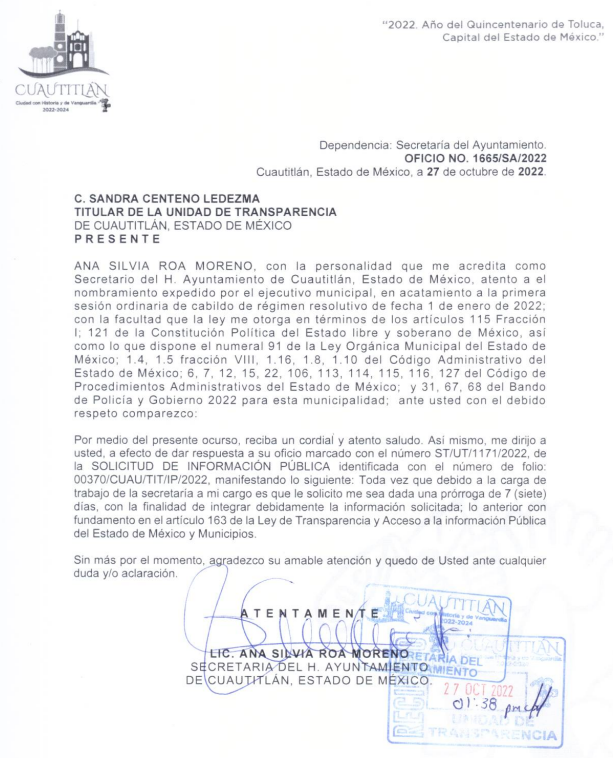 "2022. Año del Quincentenario de Toluca,
Capital del Estado de México."
CUAUTITLÁN
Ciudad con Historia y de Vanguardia
2022-2024
Dependencia: Secretaría del Ayuntamiento.
OFICIO NO. 1665/SA/2022
Cuautitlán, Estado de México, a 27 de octubre de 2022.
C. SANDRA CENTENO LEDEZMA
TITULAR DE LA UNIDAD DE TRANSPARENCIA
DE CUAUTITLÁN, ESTADO DE MÉXICO
P R E S E N T E
ANA SILVIA ROA MORENO, con la personalidad que me acredita como
Secretario del H. Ayuntamiento de Cuautitlán, Estado de México, atento a el
nombramiento expedido por el ejecutivo municipal, en acatamiento a la primera
sesión ordinaria de cabildo de régimen resolutivo de fecha 1 de enero de 2022;
con la facultad que la ley me otorga en términos de los artículos 115 Fracción
I; 121 de la Constitución Política del Estado libre y soberano de México, así
como lo que dispone el numeral 91 de la Ley Orgánica Municipal del Estado de
México; 1.4, 1.5 fracción VIII, 1.16, 1.8, 1.10 del Código Administrativo del
Estado de México; 6, 7, 12, 15, 22, 106, 113, 114, 115, 116, 127 del Código de
Procedimientos Administrativos del Estado de México; y 31, 67, 68 del Bando
de Policía y Gobierno 2022 para esta municipalidad; ante usted con el debido
respeto comparezco:
Por medio del presente ocurso, reciba un cordial y atento saludo. Así mismo, me dirijo a
usted, a efecto de dar respuesta a su oficio marcado con el número ST/UT/1171/2022, de
la SOLICITUD DE INFORMACIÓN PÚBLICA identificada con el número de folio:
00370/CUAU/TIT/IP/2022, manifestando lo siguiente: Toda vez que debido a la carga de
trabajo de la secretaría a mi cargo es que le solicito me sea dada una prórroga de 7 (siete)
días, con la finalidad de integrar debidamente la información solicitada; lo anterior con
fundamento en el artículo 163 de la Ley de Transparencia y Acceso a la información Pública
del Estado de México y Municipios.
Sin más por el momento, agradezco su amable atención y quedo de Usted ante cualquier
duda y/o aclaración.
A T E N T A M E N T E
LIC. ANA SILVIA ROA MORENO
SECRETARIA DEL H. AYUNTAMIENTO
DE CUAUTITLÁN, ESTADO DE MÉXICO.
CUAUTITLÁN
Ciudad con Historia y de Vanguardia
2022-2024
27 OCT 2022
01:38 pm
UNIDAD DE
TRANSPARENCIA